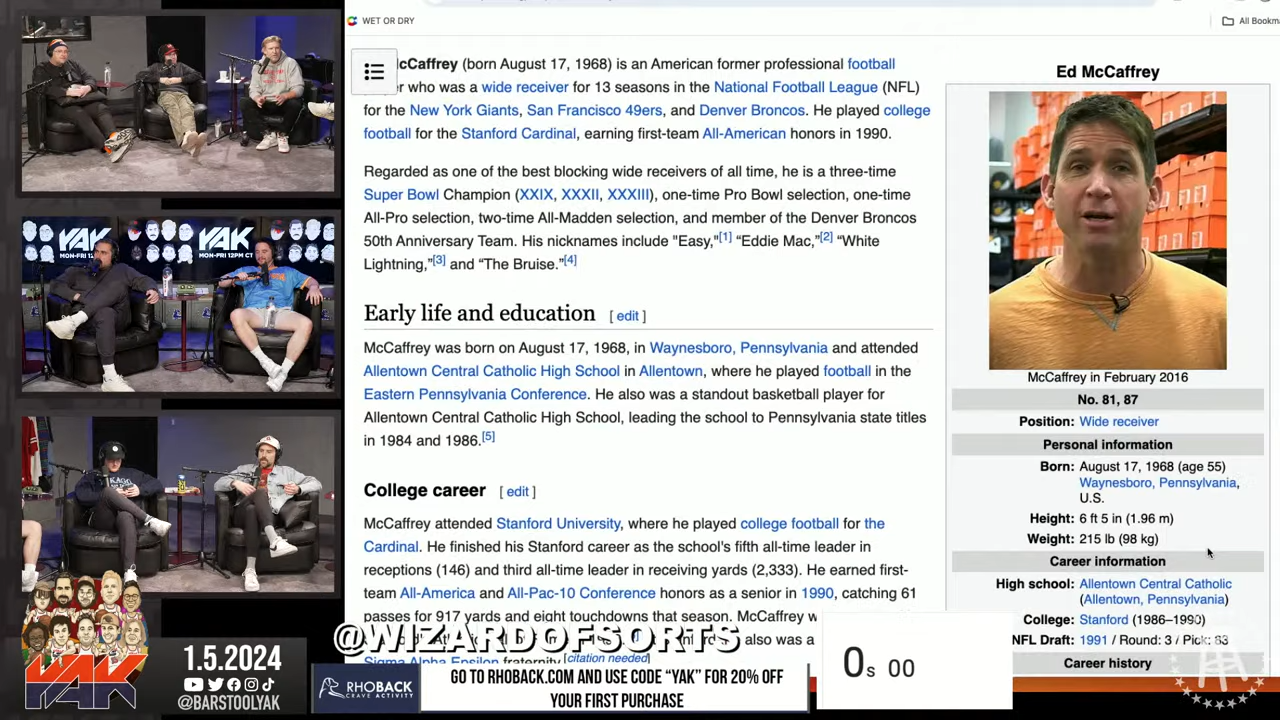 WET OR DRY
All Bookm
cCaffrey (born August 17, 1968) is an American former professional football
r who was a wide receiver for 13 seasons in the National Football League (NFL)
for the New York Giants, San Francisco 49ers, and Denver Broncos. He played college
football for the Stanford Cardinal, earning first-team All-American honors in 1990.
Regarded as one of the best blocking wide receivers of all time, he is a three-time
Super Bowl Champion (XXIX, XXXII, XXXIII), one-time Pro Bowl selection, one-time
All-Pro selection, two-time All-Madden selection, and member of the Denver Broncos
50th Anniversary Team. His nicknames include "Easy,"[1] “Eddie Mac,”[2] “White
Lightning,”[3] and “The Bruise.”[4]
Early life and education [ edit ]
McCaffrey was born on August 17, 1968, in Waynesboro, Pennsylvania and attended
Allentown Central Catholic High School in Allentown, where he played football in the
Eastern Pennsylvania Conference. He also was a standout basketball player for
Allentown Central Catholic High School, leading the school to Pennsylvania state titles
in 1984 and 1986.[5]
College career [ edit ]
McCaffrey attended Stanford University, where he played college football for the
Cardinal. He finished his Stanford career as the school's fifth all-time leader in
receptions (146) and third all-time leader in receiving yards (2,333). He earned first-
team All-America and All-Pac-10 Conference honors as a senior in 1990, catching 61
passes for 917 yards and eight touchdowns that season. McCaffrey w
also was a
Sigma Alpha Epsilon fraternity.[citation needed]
Ed McCaffrey
McCaffrey in February 2016
No. 81, 87
Position: Wide receiver
Personal information
Born: August 17, 1968 (age 55)
Waynesboro, Pennsylvania,
U.S.
Height: 6 ft 5 in (1.96 m)
Weight: 215 lb (98 kg)
Career information
High school: Allentown Central Catholic
(Allentown, Pennsylvania)
College: Stanford (1986–1990)
NFL Draft: 1991 / Round: 3 / Pick: 83
Career history
YAK
MON-FRI 12PM CT
YAK
MON-FRI 12PM CT
@WIZARDOFSORTS
0s 00
YAK
1.5.2024
@BARSTOOLYAK
RHOBACK
CRAVE ACTIVITY
GO TO RHOBACK.COM AND USE CODE "YAK" FOR 20% OFF
YOUR FIRST PURCHASE